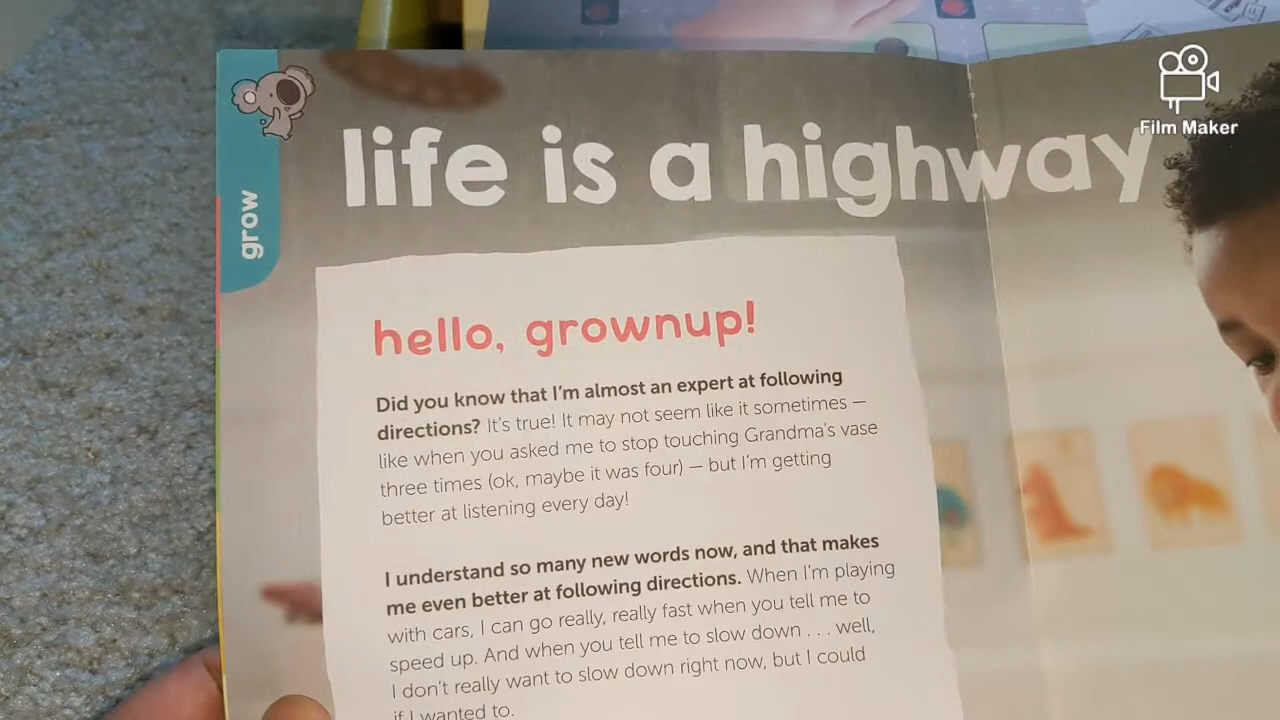 Film Maker
grow
life is a highway
hello, grownup!
Did you know that I'm almost an expert at following
directions? It's true! It may not seem like it sometimes —
like when you asked me to stop touching Grandma's vase
three times (ok, maybe it was four) — but I'm getting
better at listening every day!
I understand so many new words now, and that makes
me even better at following directions. When I'm playing
with cars, I can go really, really fast when you tell me to
speed up. And when you tell me to slow down . . . well,
I don't really want to slow down right now, but I could
if I wanted to.